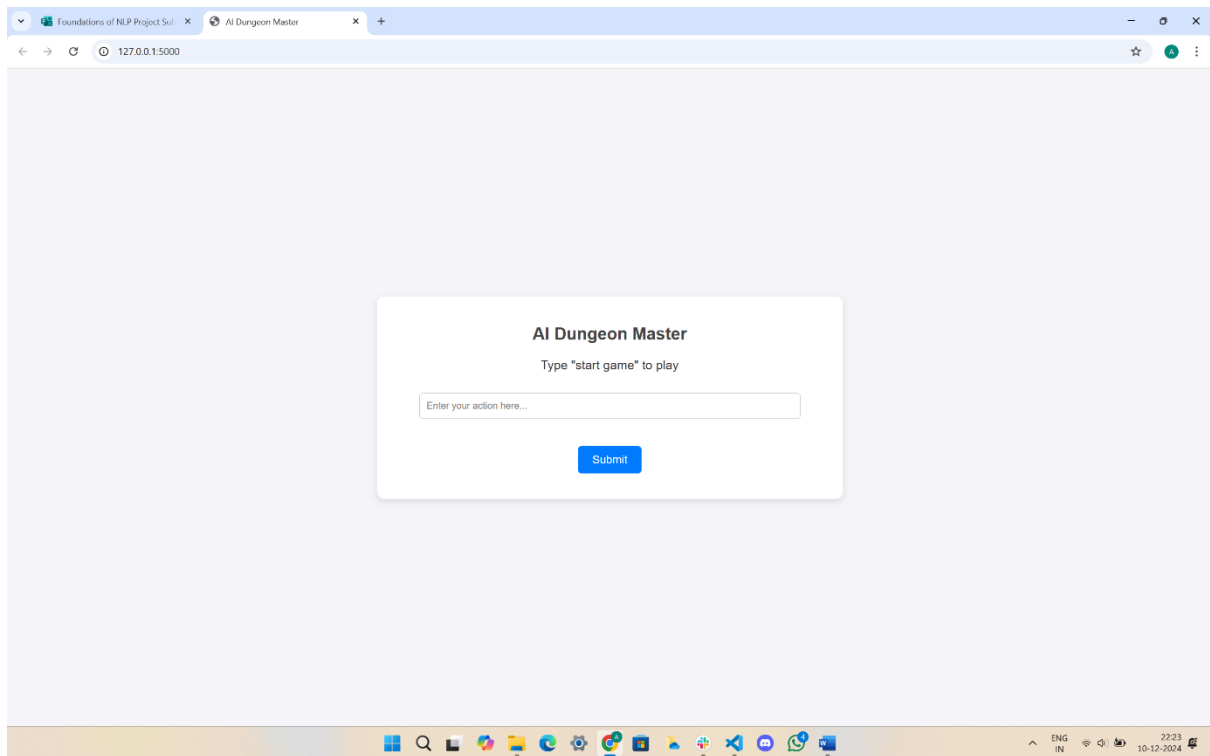 Foundations of NLP Project Sub
AI Dungeon Master
127.0.0.1:5000
A
AI Dungeon Master
Type "start game" to play
Enter your action here...
Submit
ENG
IN
22:23
10-12-2024